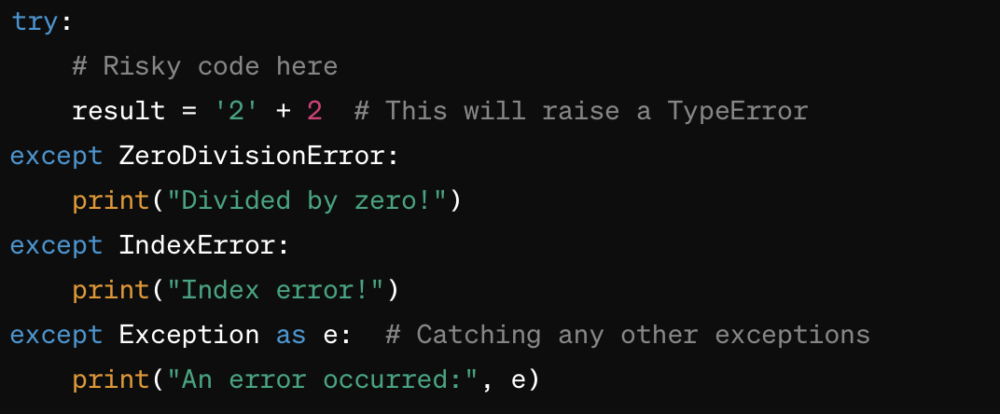 try:
    # Risky code here
    result = '2' + 2  # This will raise a TypeError
except ZeroDivisionError:
    print("Divided by zero!")
except IndexError:
    print("Index error!")
except Exception as e:  # Catching any other exceptions
    print("An error occurred:", e)